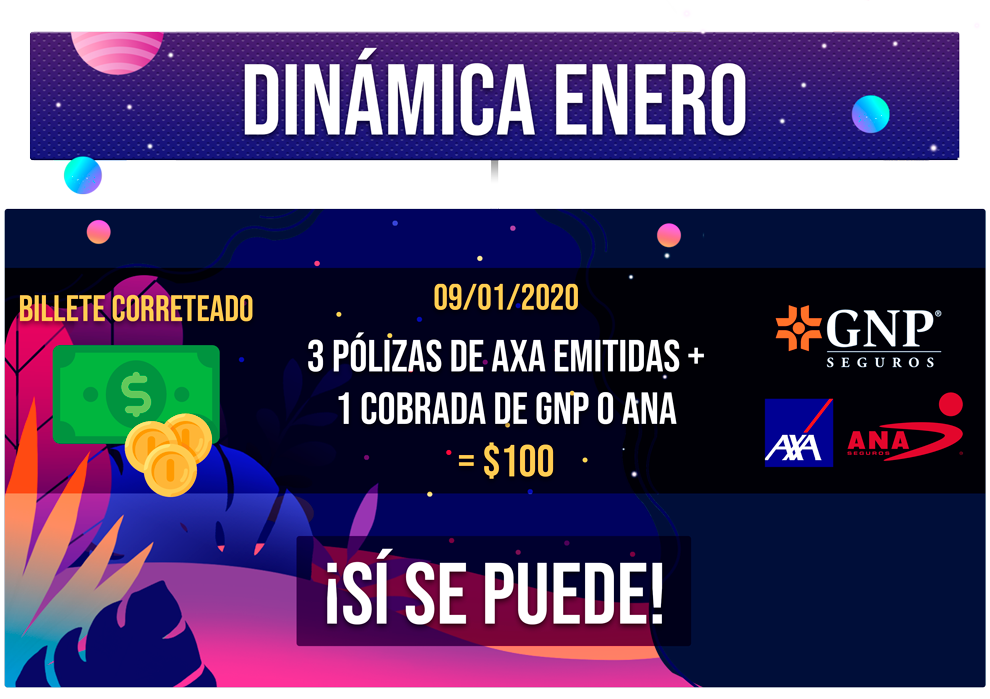 DINÁMICA ENERO
BILLETE CORRETEADO
09/01/2020
3 PÓLIZAS DE AXA EMITIDAS +
1 COBRADA DE GNP O ANA
= $100
$
GNP®
SEGUROS
AXA
ANA
SEGUROS
¡SÍ SE PUEDE!